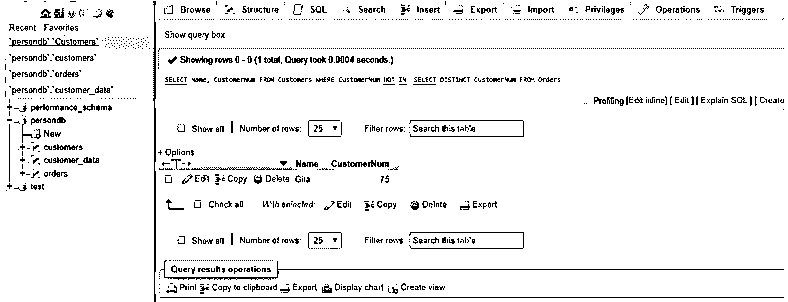 Recent Favorites
`persondb`.`Customers`
`persondb`.`customers`
`persondb`.`orders`
`persondb`.`customer_data`
performance_schema
persondb
New
customers
customer_data
orders
test
Browse Structure SQL Search Insert Export Import Privileges Operations Triggers
Show query box
Showing rows 0 - 0 (1 total, Query took 0.0004 seconds.)
SELECT Name, CustomerNum FROM Customers WHERE CustomerNum NOT IN SELECT DISTINCT CustomerNum FROM Orders
Profiling [Edit inline] [ Edit ] [ Explain SQL ] [ Create
Show all Number of rows: 25 Filter rows: Search this table
+ Options
Name CustomerNum
Edit Copy Delete 75
Check all With selected: Edit Copy Delete Export
Show all Number of rows: 25 Filter rows: Search this table
Query results operations
Print Copy to clipboard Export Display chart Create view